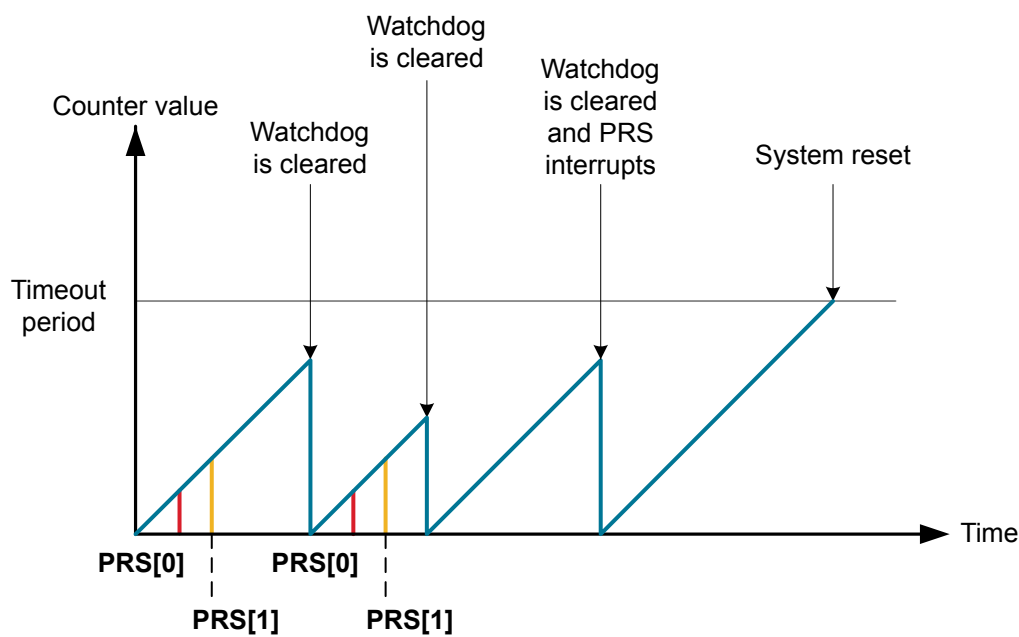 Watchdog
is cleared
Counter value
Watchdog
is cleared
Watchdog
is cleared
and PRS
interrupts
System reset
Timeout
period
Time
PRS[0]
PRS[0]
PRS[1]
PRS[1]